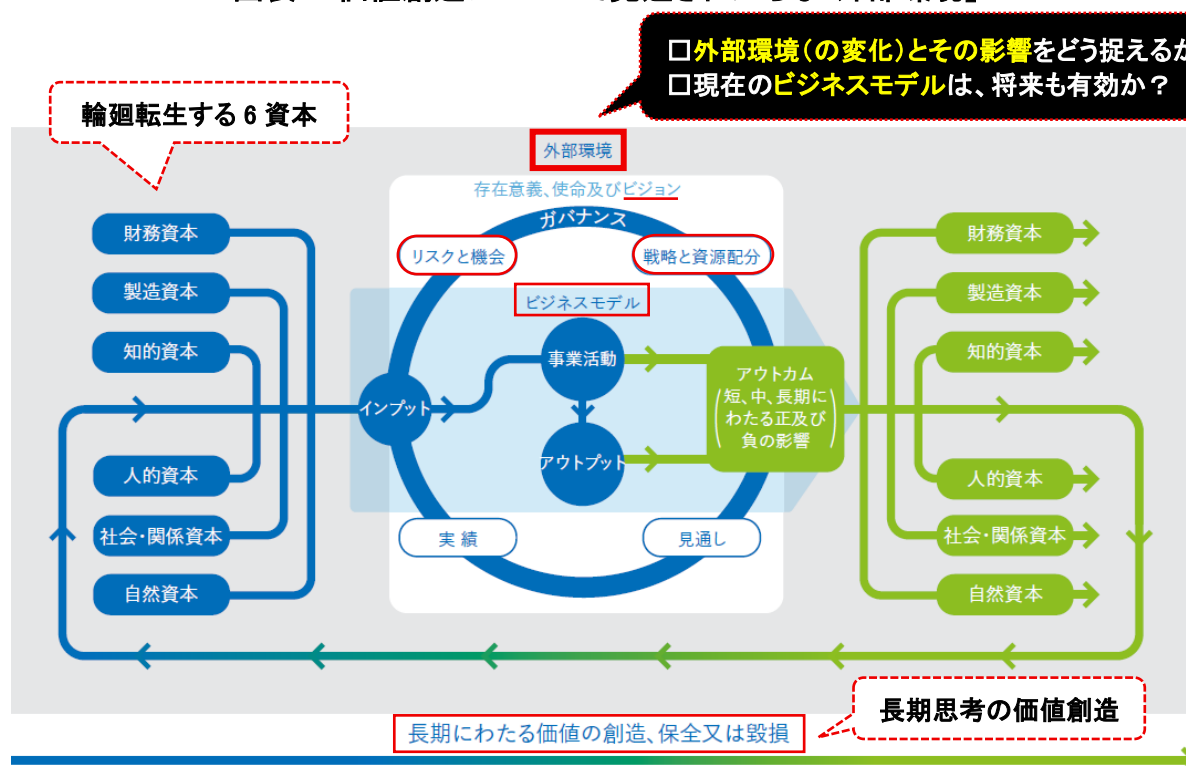 □外部環境(の変化)とその影響をどう捉えるか
□現在のビジネスモデルは、将来も有効か?
輪廻転生する6資本
外部環境
存在意義、使命及びビジョン
ガバナンス
リスクと機会
戦略と資源配分
ビジネスモデル
財務資本
製造資本
知的資本
人的資本
社会・関係資本
自然資本
インプット
事業活動
アウトプット
アウトカム
(短、中、長期に
わたる正及び
負の影響)
実績
見通し
財務資本
製造資本
知的資本
人的資本
社会・関係資本
自然資本
長期思考の価値創造
長期にわたる価値の創造、保全又は毀損